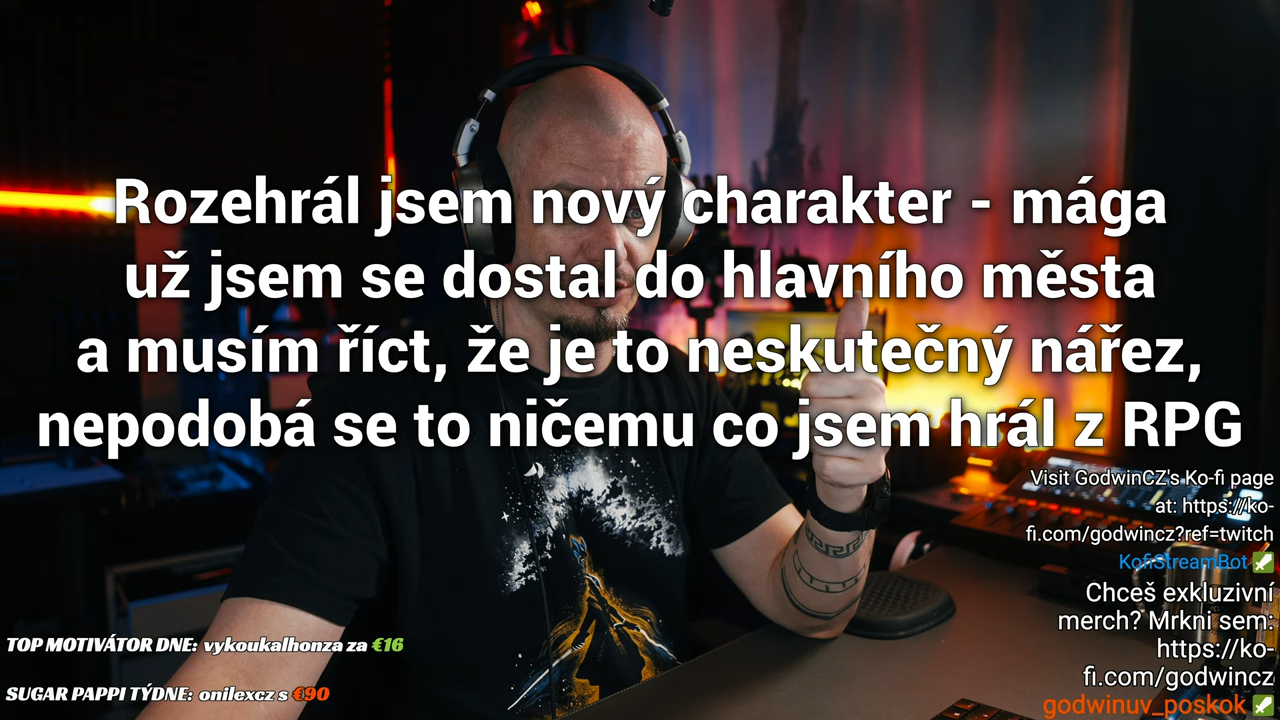 Rozehrál jsem nový charakter - mága
už jsem se dostal do hlavního města
a musím říct, že je to neskutečný nářez,
nepodobá se to ničemu co jsem hrál z RPG
Visit GodwinCZ's Ko-fi page
at: https://ko-
fi.com/godwincz?ref=twitch
KofiStreamBot
Chceš exkluzivní
merch? Mrkni sem:
https://ko-
fi.com/godwincz
godwinuv_poskok
TOP MOTIVÁTOR DNE: vykoukalhonza za €16
SUGAR PAPPI TÝDNE: onilexcz s €90